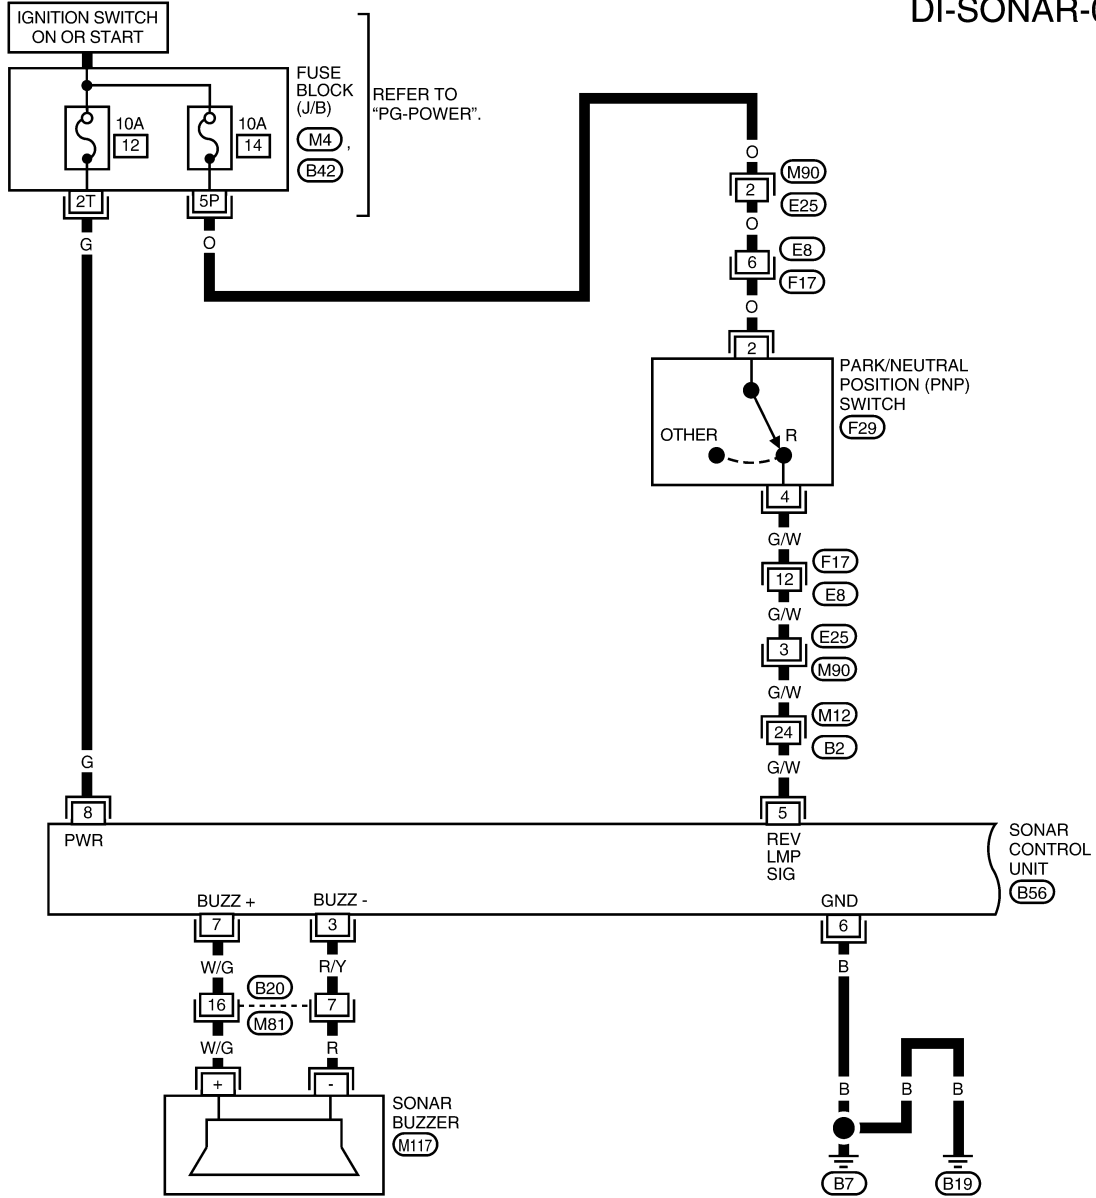 DI-SONAR-0
IGNITION SWITCH
ON OR START
FUSE
BLOCK
(J/B)
M4 ,
B42
REFER TO
“PG-POWER”.
10A
12
10A
14
2T
5P
G
O
O
2
M90
E25
O
6
E8
F17
O
2
PARK/NEUTRAL
POSITION (PNP)
SWITCH
F29
OTHER
R
4
G/W
12
F17
E8
G/W
3
E25
M90
G/W
24
M12
B2
G/W
G
8
5
PWR
REV
LMP
SIG
SONAR
CONTROL
UNIT
B56
BUZZ +
BUZZ -
GND
7
3
6
W/G
R/Y
B
16
B20
M81
7
W/G
R
+
-
B
B
B
SONAR
BUZZER
M117
B7
B19